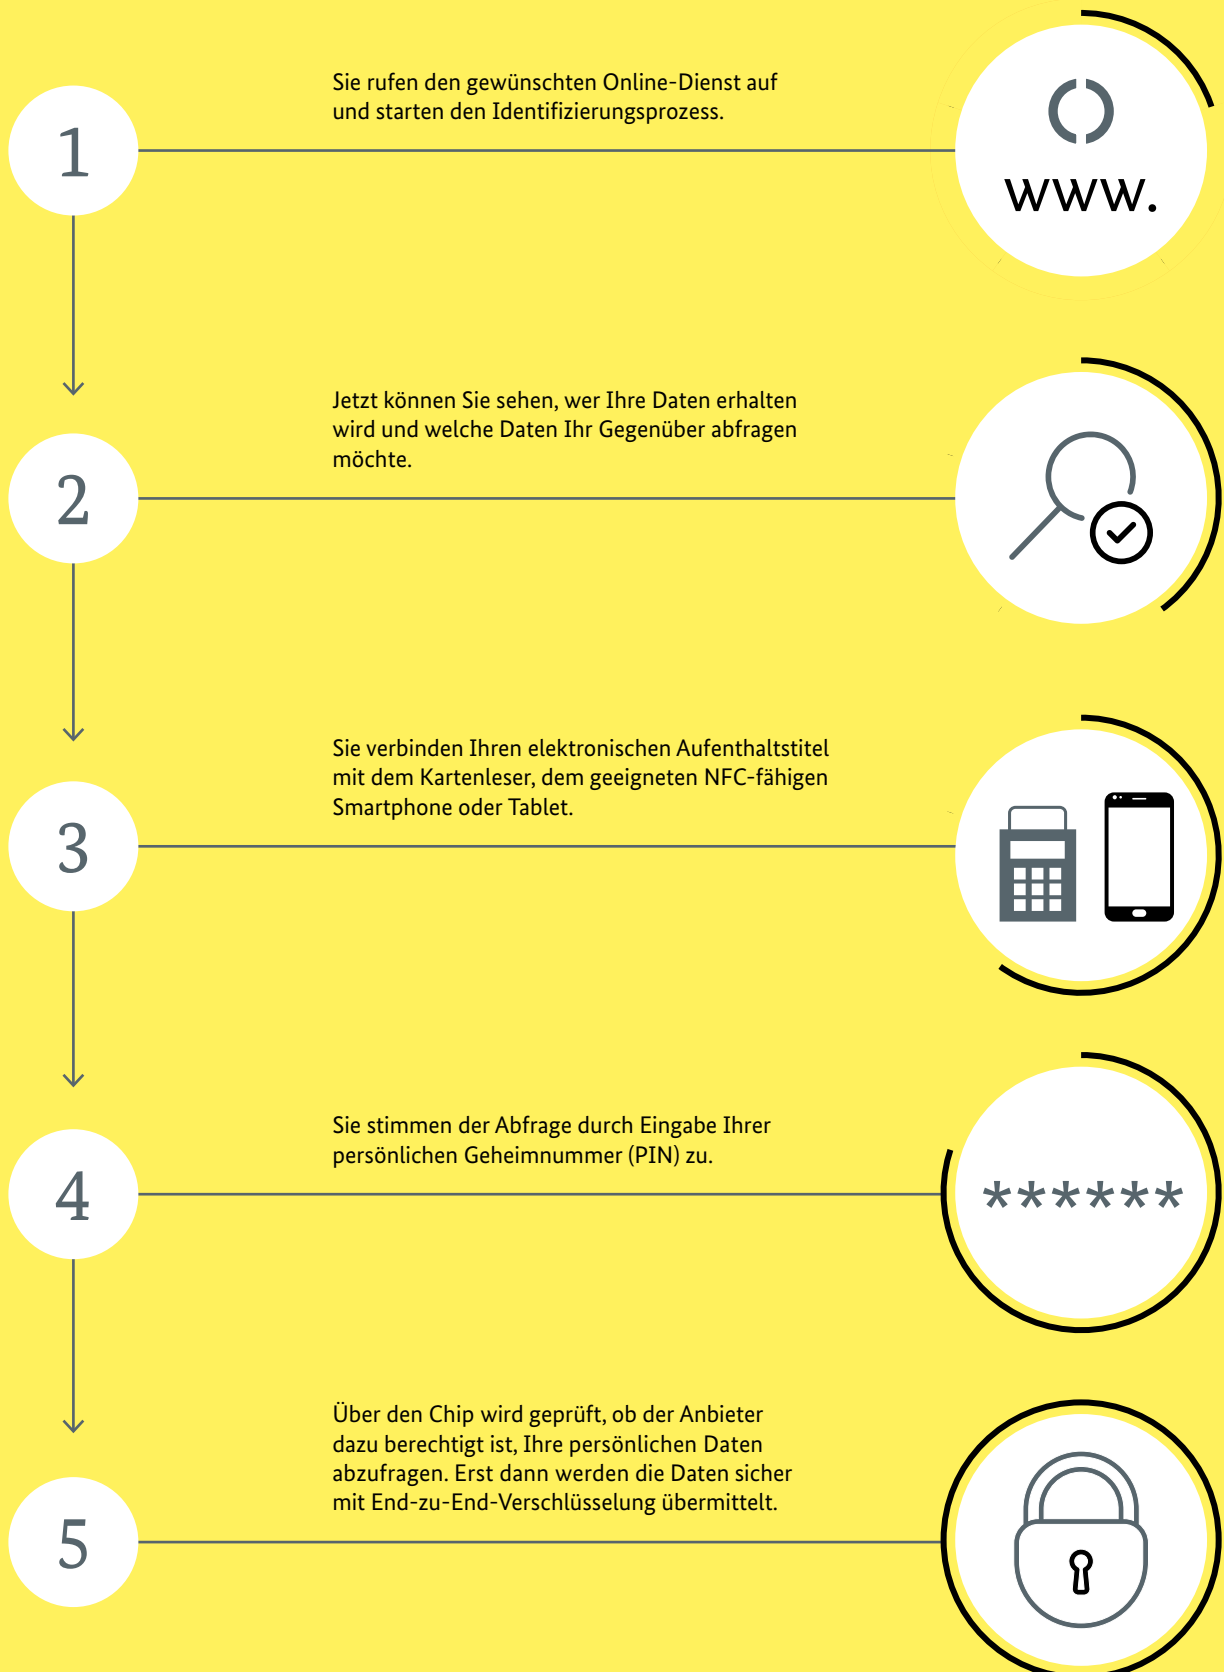 Sie rufen den gewünschten Online-Dienst auf
und starten den Identifizierungsprozess.
1
www.
Jetzt können Sie sehen, wer Ihre Daten erhalten
wird und welche Daten Ihr Gegenüber abfragen
möchte.
2
Sie verbinden Ihren elektronischen Aufenthaltstitel
mit dem Kartenleser, dem geeigneten NFC-fähigen
Smartphone oder Tablet.
3
Sie stimmen der Abfrage durch Eingabe Ihrer
persönlichen Geheimnummer (PIN) zu.
4
******
Über den Chip wird geprüft, ob der Anbieter
dazu berechtigt ist, Ihre persönlichen Daten
abzufragen. Erst dann werden die Daten sicher
mit End-zu-End-Verschlüsselung übermittelt.
5